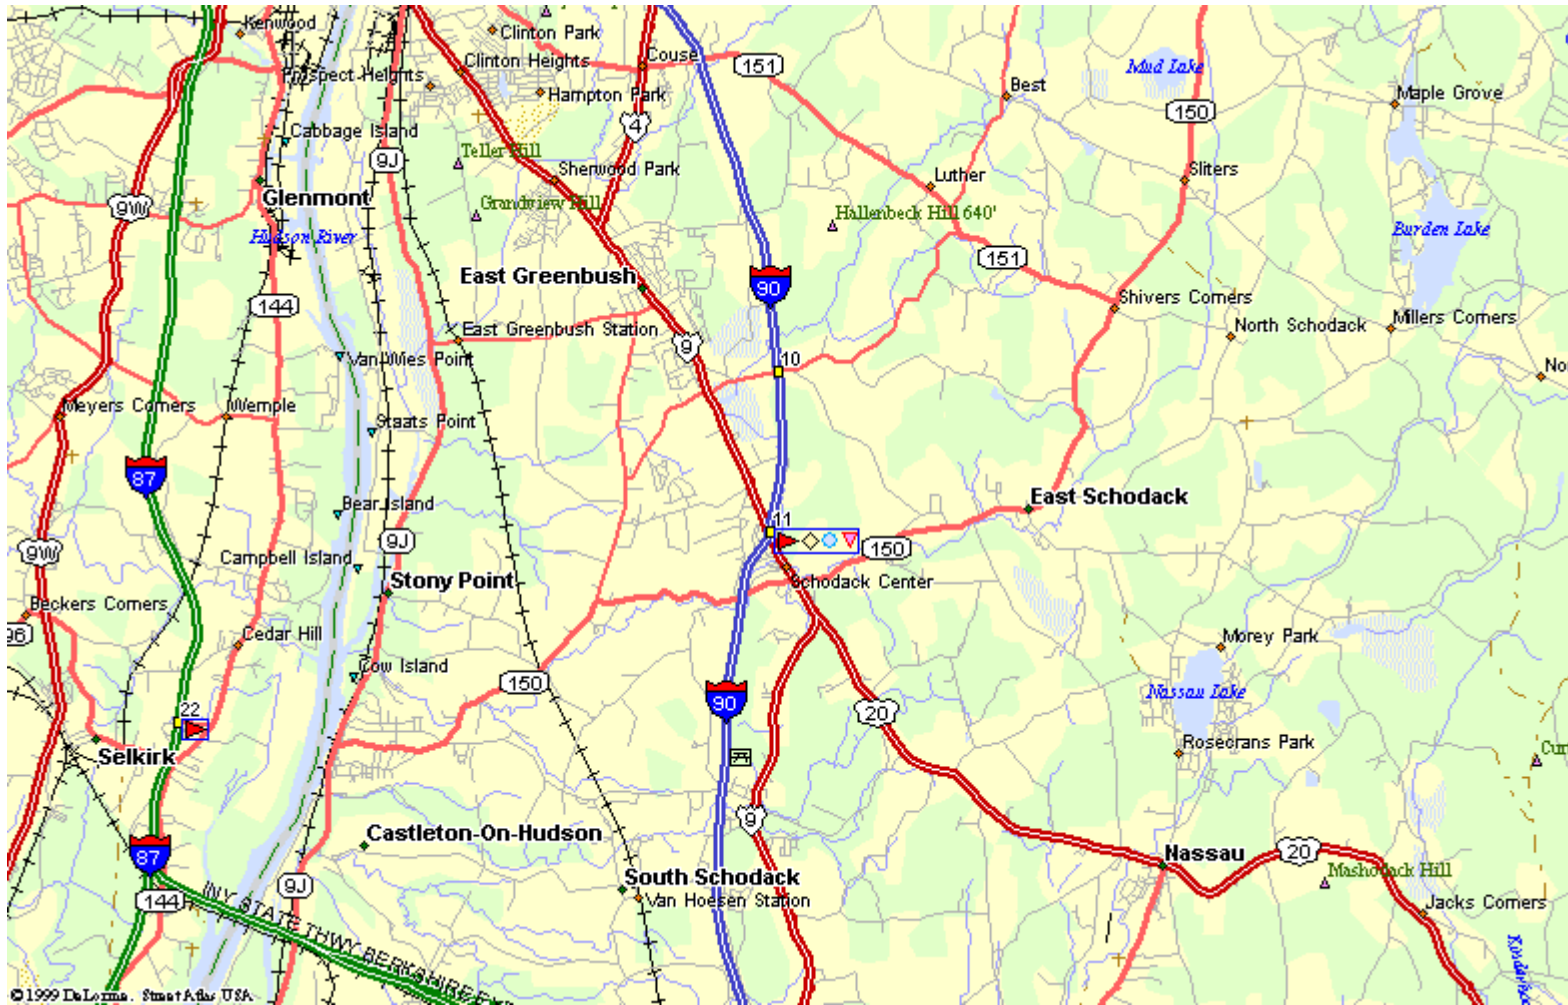 Kenwood
Clinton Park
Couse
151
Clinton Heights
Prospect Heights
Hampton Park
Mud Lake
Best
Maple Grove
150
4
Cabbage Island
9J
Teller Hill
Sherwood Park
Luther
Sliters
Glenmont
9W
Grandview Hill
Hallenbeck Hill 640'
Hudson River
Burden Lake
151
East Greenbush
90
144
Shivers Corners
East Greenbush Station
North Schodack
Millers Corners
9
10
Van Wies Point
No
Meyers Corners
Wemple
Staats Point
87
Bear Island
East Schodack
11
9J
150
9W
Campbell Island
Stony Point
Schodack Center
Beckers Corners
96
Cedar Hill
Morey Park
Cow Island
150
90
Nassau Lake
22
20
Selkirk
Rosecrans Park
Cur
9
Castleton-On-Hudson
87
Nassau
20
South Schodack
Mashodack Hill
9J
144
Van Hoesen Station
Jacks Corners
NY STATE THWY BERKSHIRE
©1999 DeLorme. Street Atlas USA